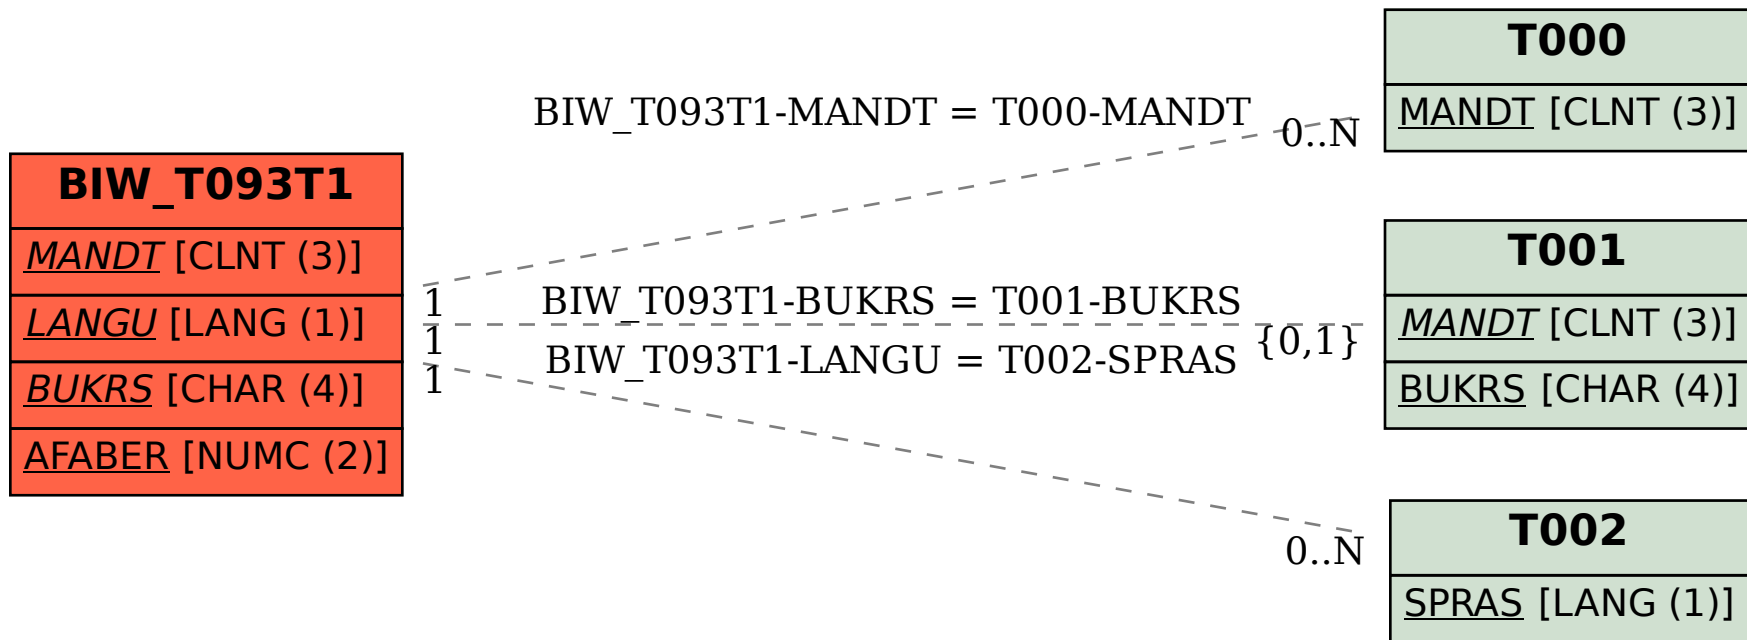 BIW_T093T1
MANDT [CLNT (3)]
LANGU [LANG (1)]
BUKRS [CHAR (4)]
AFABER [NUMC (2)]
BIW_T093T1-MANDT = T000-MANDT
0..N
1
BIW_T093T1-BUKRS = T001-BUKRS
{0,1}
1
BIW_T093T1-LANGU = T002-SPRAS
0..N
1
T000
MANDT [CLNT (3)]
T001
MANDT [CLNT (3)]
BUKRS [CHAR (4)]
T002
SPRAS [LANG (1)]